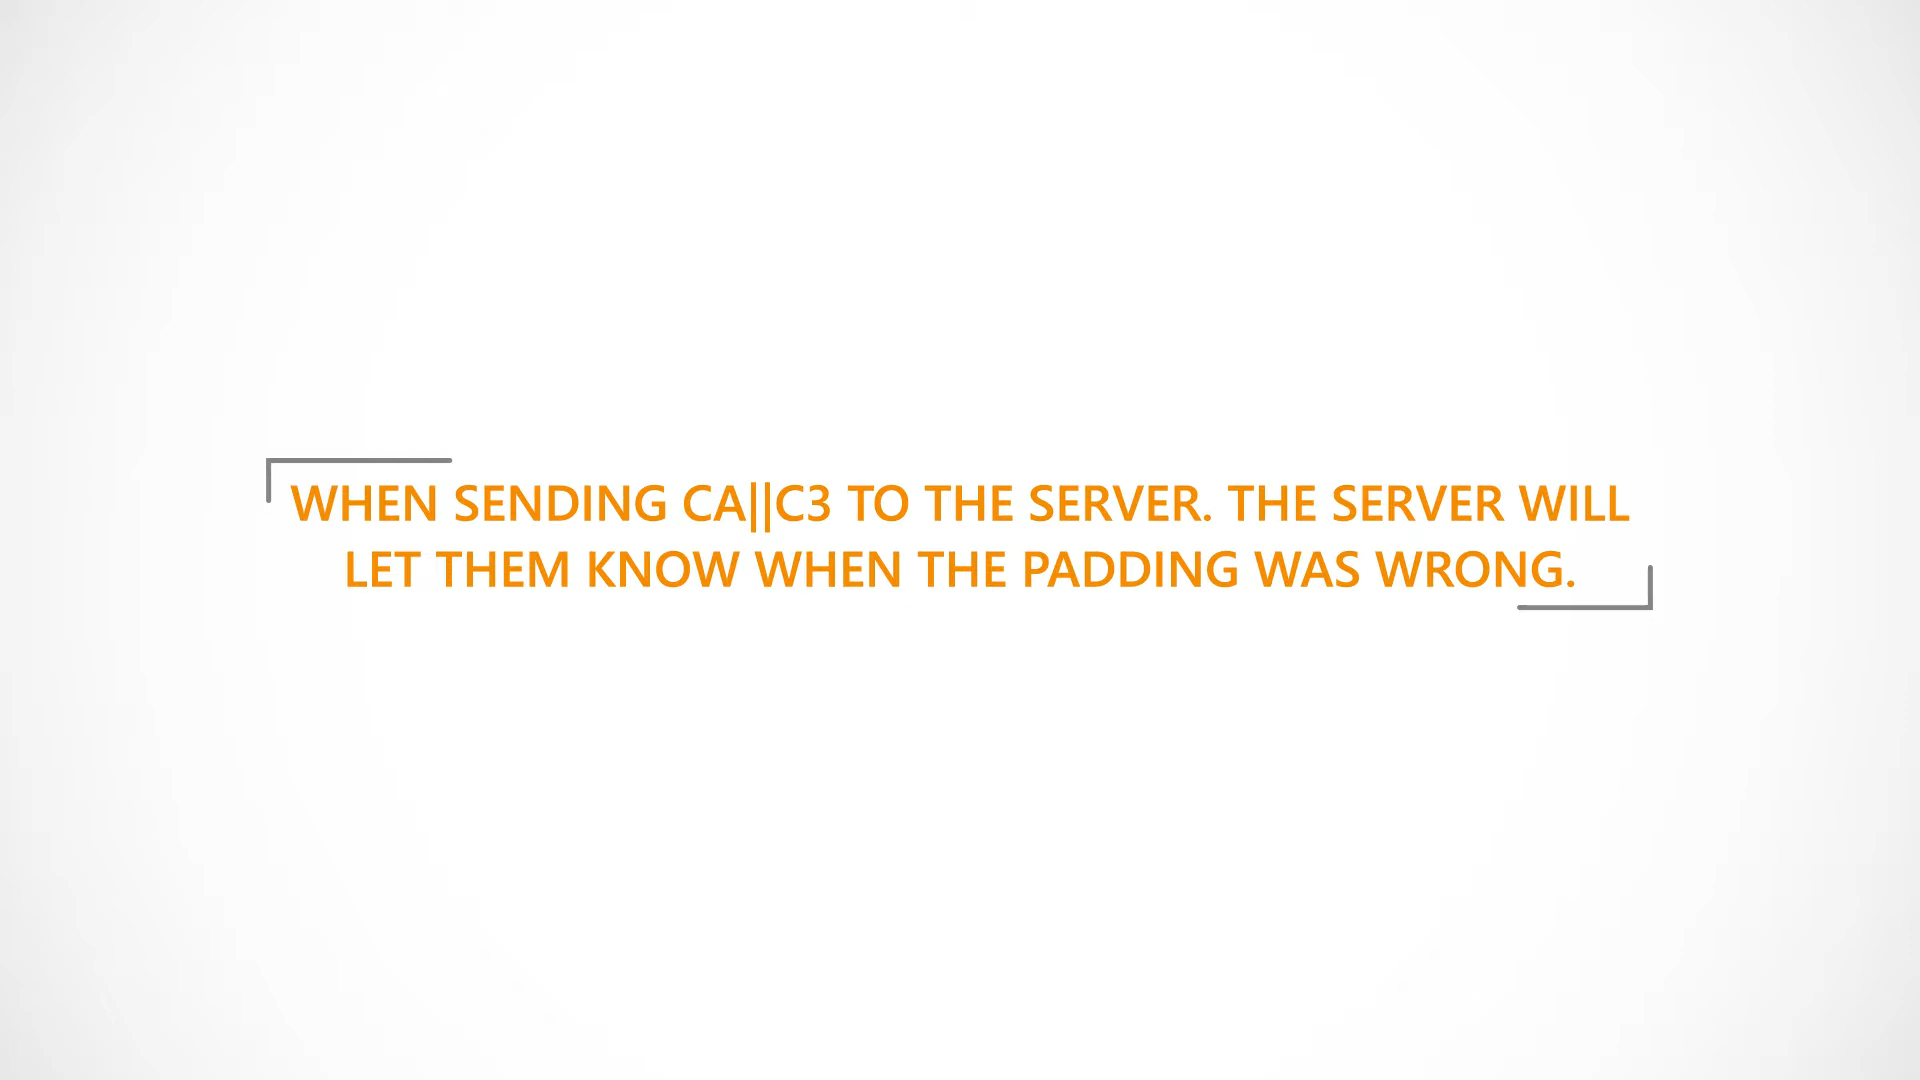 WHEN SENDING CA||C3 TO THE SERVER. THE SERVER WILL
LET THEM KNOW WHEN THE PADDING WAS WRONG.